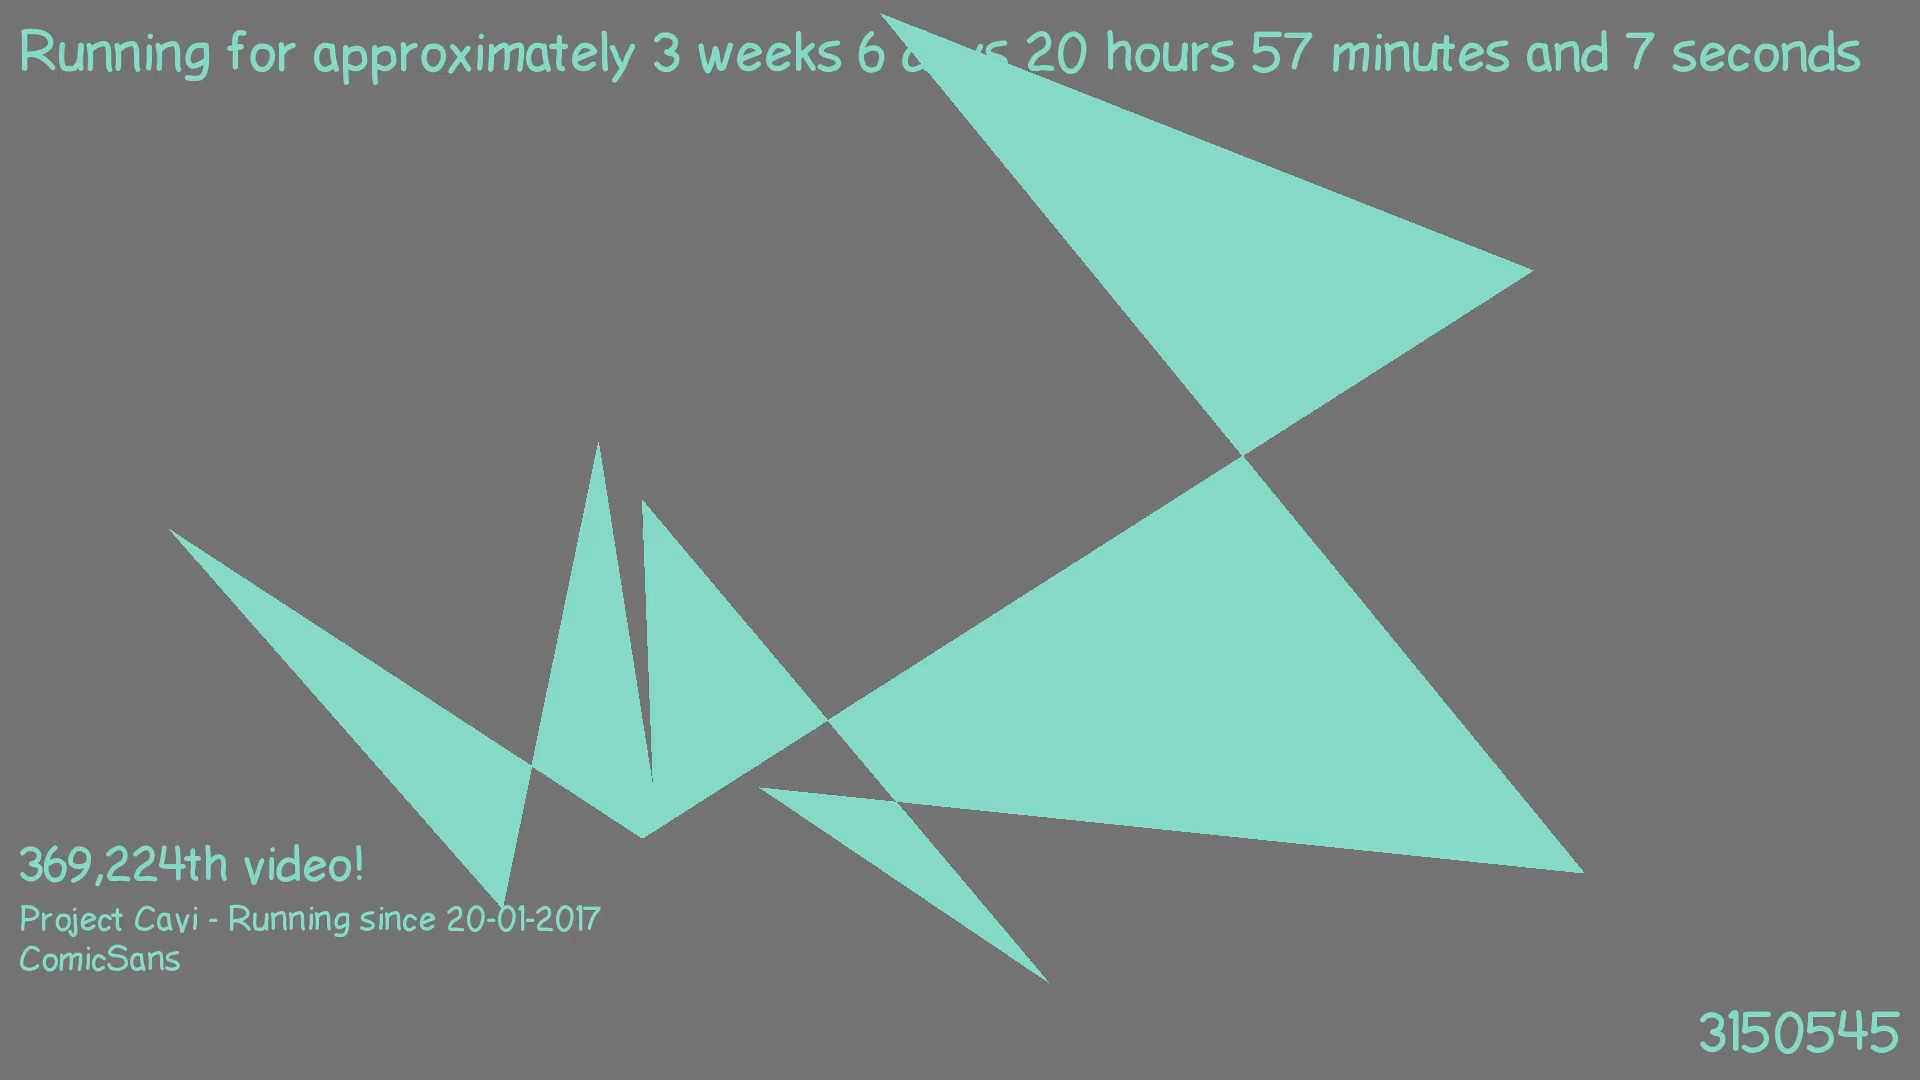 Running for approximately 3 weeks 6 days 20 hours 57 minutes and 7 seconds
369,224th video!
Project Cavi - Running since 20-01-2017
ComicSans
3150545